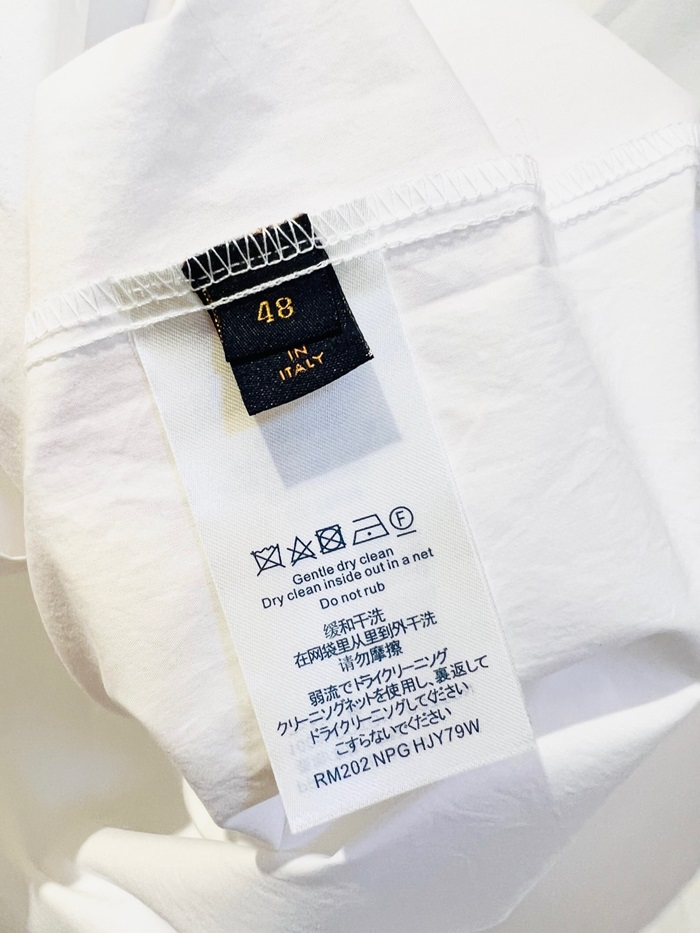 48
IN
ITALY
F
Gentle dry clean
Dry clean inside out in a net
Do not rub
缓和干洗
在网袋里从里到外干洗
请勿摩擦
弱流でドライクリーニング
クリーニングネットを使用し、裏返して
ドライクリーニングしてください
こすらないでください
RM202 NPG HJY79W